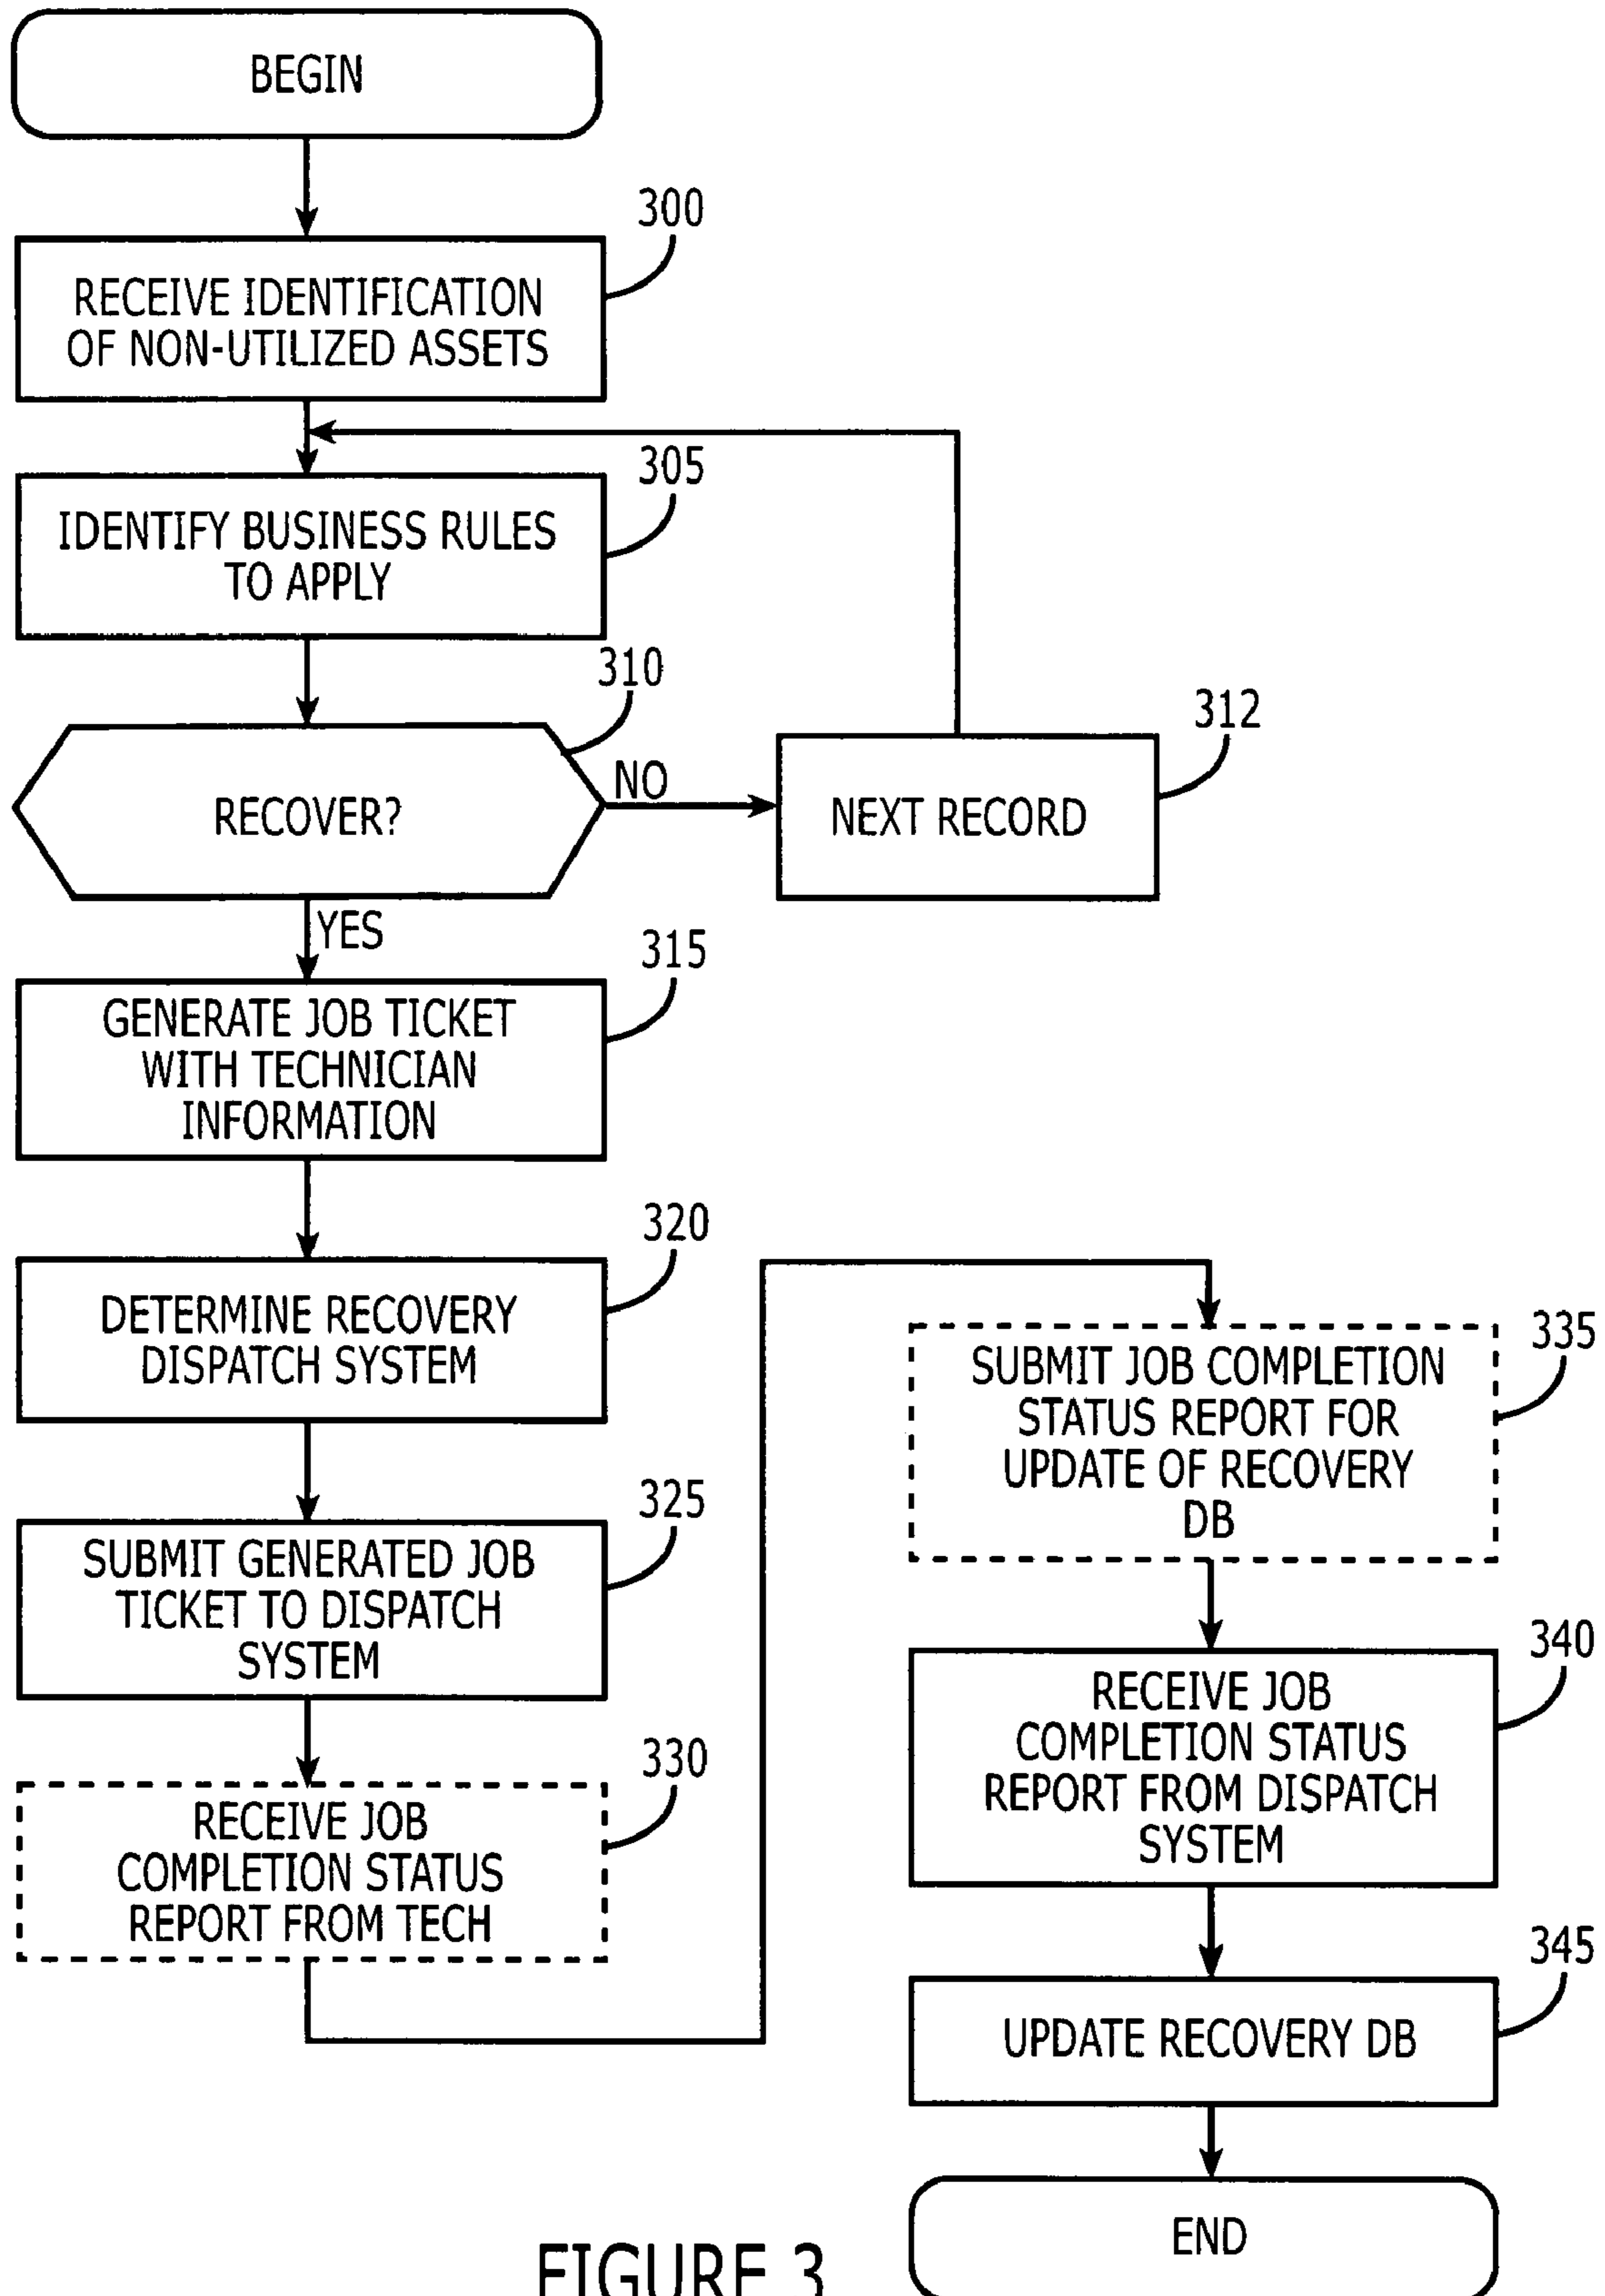 BEGIN
300
RECEIVE IDENTIFICATION
OF NON-UTILIZED ASSETS
305
IDENTIFY BUSINESS RULES
TO APPLY
310
RECOVER?
NO
312
NEXT RECORD
YES
315
GENERATE JOB TICKET
WITH TECHNICIAN
INFORMATION
320
DETERMINE RECOVERY
DISPATCH SYSTEM
325
SUBMIT GENERATED JOB
TICKET TO DISPATCH
SYSTEM
330
RECEIVE JOB
COMPLETION STATUS
REPORT FROM TECH
335
SUBMIT JOB COMPLETION
STATUS REPORT FOR
UPDATE OF RECOVERY
DB
340
RECEIVE JOB
COMPLETION STATUS
REPORT FROM DISPATCH
SYSTEM
345
UPDATE RECOVERY DB
END
FIGURE 3